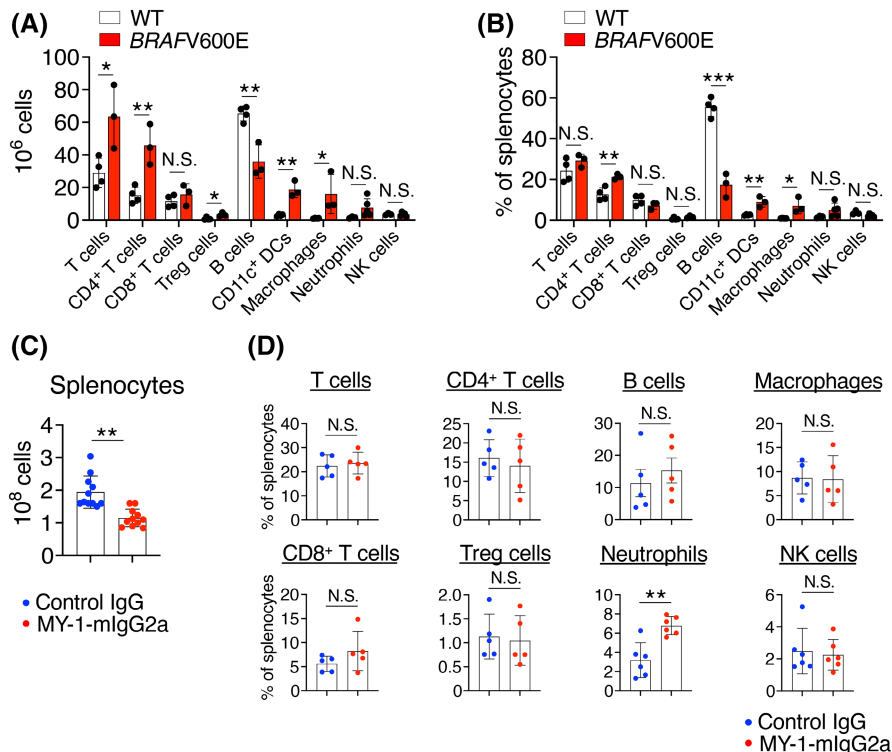 (A)
WT
BRAFV600E
10⁶ cells
100
80
60
40
20
0
*
**
N.S.
*
**
**
*
N.S.
N.S.
T cells
CD4⁺ T cells
CD8⁺ T cells
Treg cells
B cells
CD11c⁺ DCs
Macrophages
Neutrophils
NK cells
(B)
WT
BRAFV600E
% of splenocytes
80
60
40
20
0
N.S.
**
N.S.
N.S.
***
**
*
N.S.
N.S.
T cells
CD4⁺ T cells
CD8⁺ T cells
Treg cells
B cells
CD11c⁺ DCs
Macrophages
Neutrophils
NK cells
(C)
Splenocytes
10⁸ cells
4
3
2
1
0
**
Control IgG
MY-1-mIgG2a
(D)
T cells
% of splenocytes
40
30
20
10
0
N.S.
CD4⁺ T cells
25
20
15
10
5
0
N.S.
B cells
30
20
10
0
N.S.
Macrophages
20
15
10
5
0
N.S.
CD8⁺ T cells
% of splenocytes
20
15
10
5
0
N.S.
Treg cells
2.0
1.5
1.0
0.5
0
N.S.
Neutrophils
10
8
6
4
2
0
**
NK cells
6
4
2
0
N.S.
Control IgG
MY-1-mIgG2a